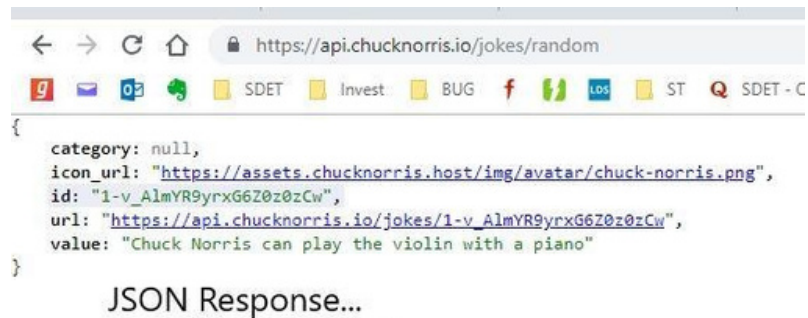 https://api.chucknorris.io/jokes/random
g SDET Invest BUG f LDS ST Q SDET - C
{
category: null,
icon_url: "https://assets.chucknorris.host/img/avatar/chuck-norris.png",
id: "1-v_AlmYR9yrxG6Z0z0zCw",
url: "https://api.chucknorris.io/jokes/1-v_AlmYR9yrxG6Z0z0zCw",
value: "Chuck Norris can play the violin with a piano"
}
JSON Response...